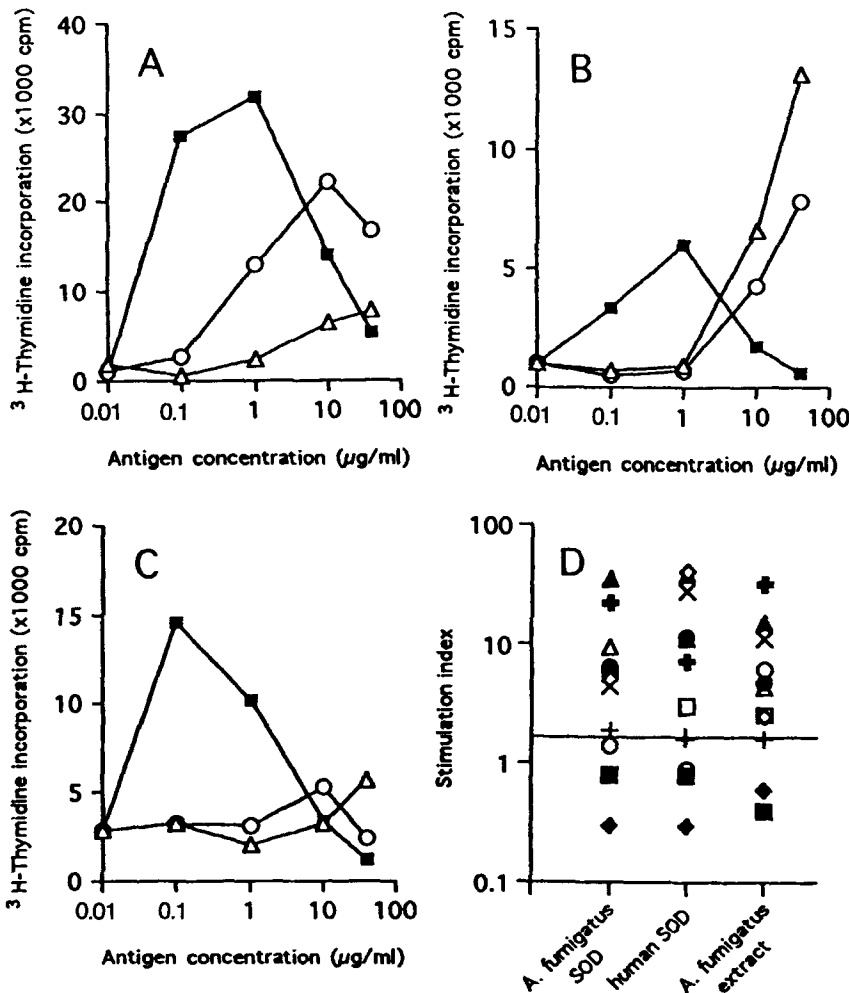 A
³H-Thymidine incorporation (x1000 cpm)
40
30
20
10
0
0.01 0.1 1 10 100
Antigen concentration (µg/ml)
B
³H-Thymidine incorporation (x1000 cpm)
15
10
5
0
0.01 0.1 1 10 100
Antigen concentration (µg/ml)
C
³H-Thymidine incorporation (x1000 cpm)
20
15
10
5
0
0.01 0.1 1 10 100
Antigen concentration (µg/ml)
D
Stimulation index
100
10
1
0.1
A. fumigatus
SOD
human SOD
A. fumigatus
extract